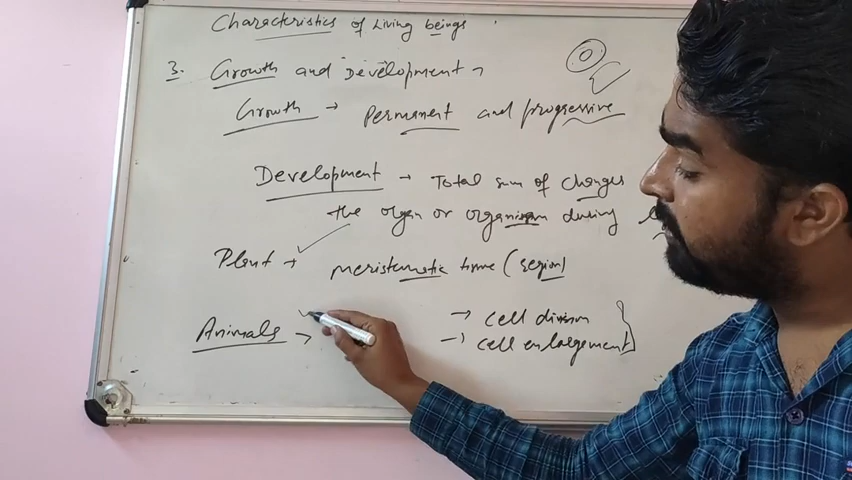 Characteristics of Living beings
3. Growth and Development →
Growth → Permanent and progressive
Development → Total sum of changes
the organ or organism during
Plant → meristematic tissue (region)
→ cell division
Animals → → cell enlargement